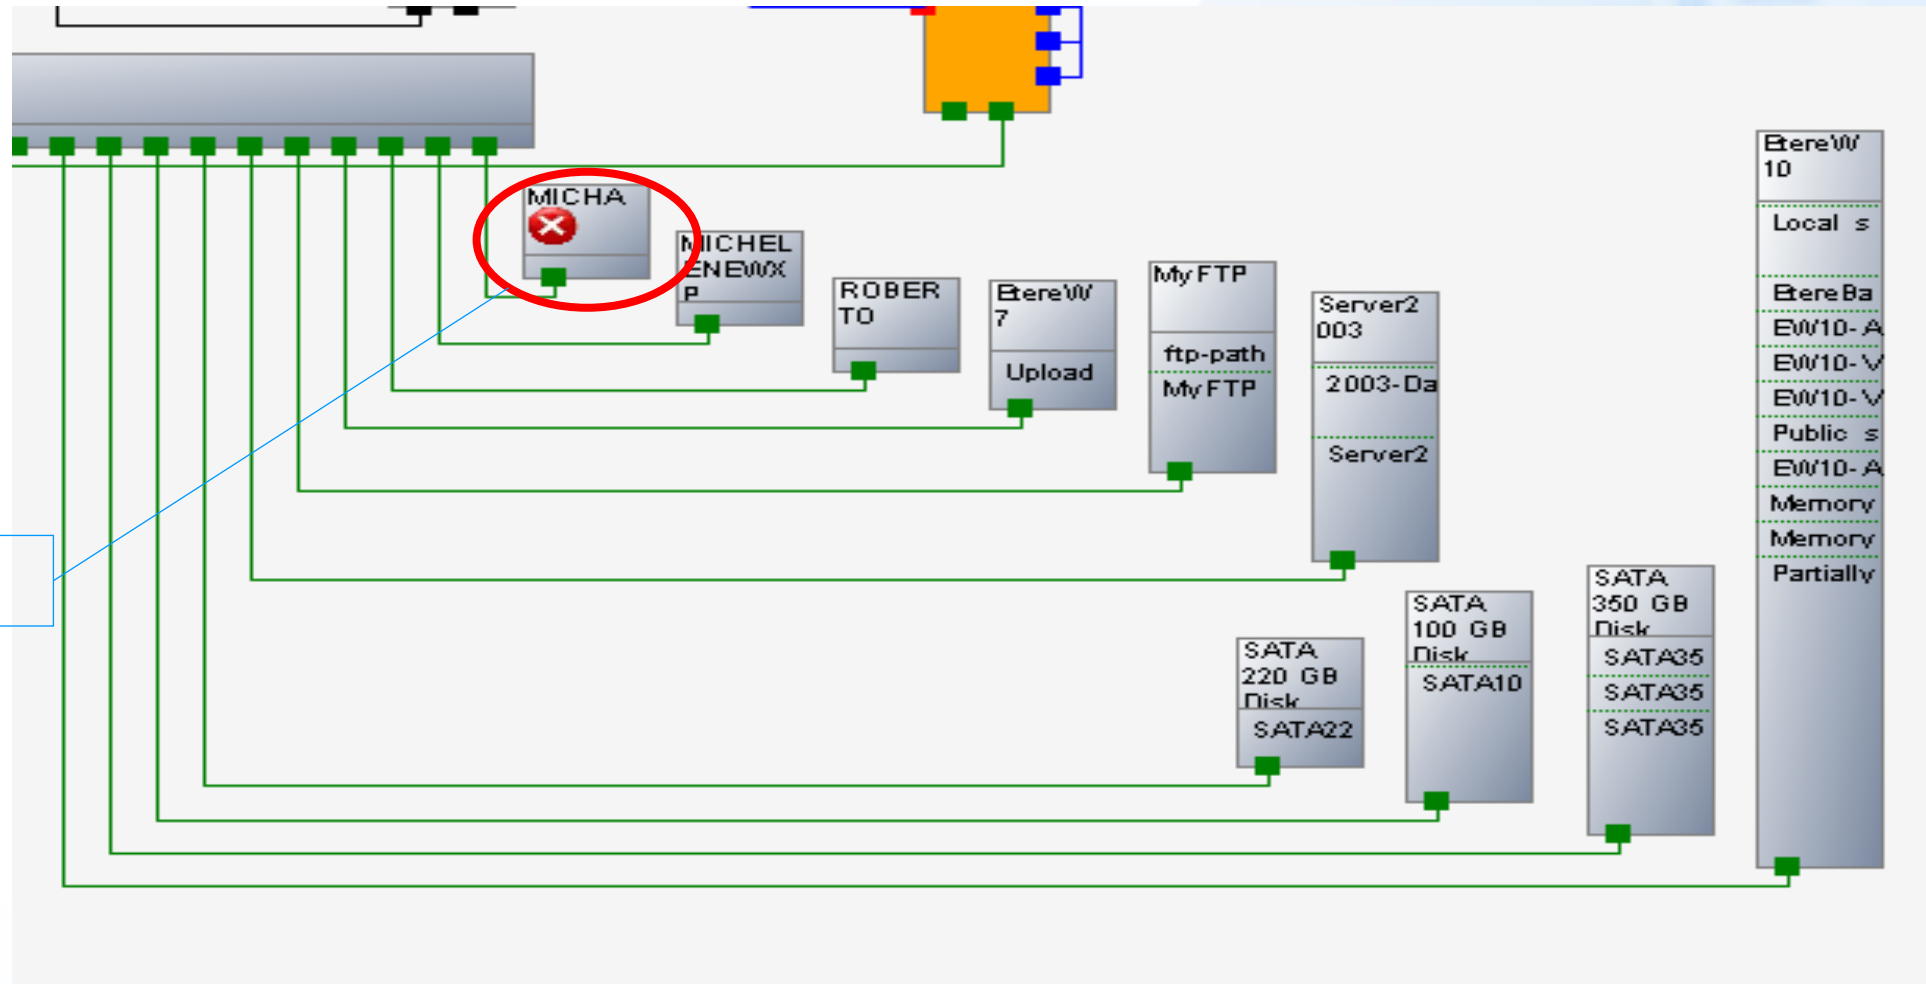 MICHA
MICHEL
ENEWX
P
ROBER
TO
EtereW
7
Upload
MyFTP
ftp-path
MyFTP
Server2
003
2003-Da
Server2
SATA
220 GB
Disk
SATA22
SATA
100 GB
Disk
SATA10
SATA
350 GB
Disk
SATA35
SATA35
SATA35
EtereW
10
Local s
EtereBa
EW10-A
EW10-V
EW10-V
Public s
EW10-A
Memory
Memory
Partially